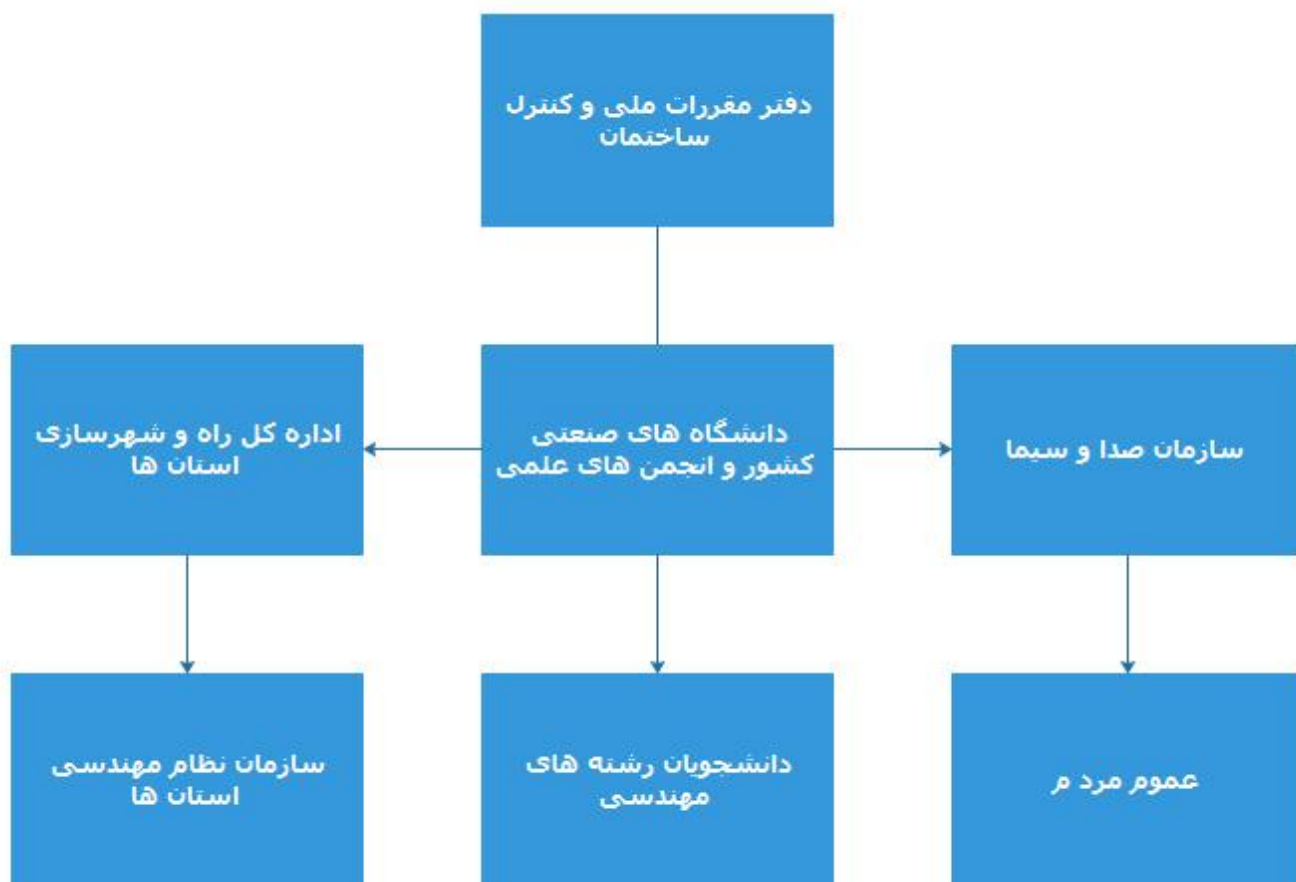 دفتر مقررات ملی و کنترل
ساختمان
سازمان صدا و سیما
دانشگاه های صنعتی
کشور و انجمن های علمی
اداره کل راه و شهرسازی
استان ها
عموم مرد م
دانشجویان رشته های
مهندسی
سازمان نظام مهندسی
استان ها